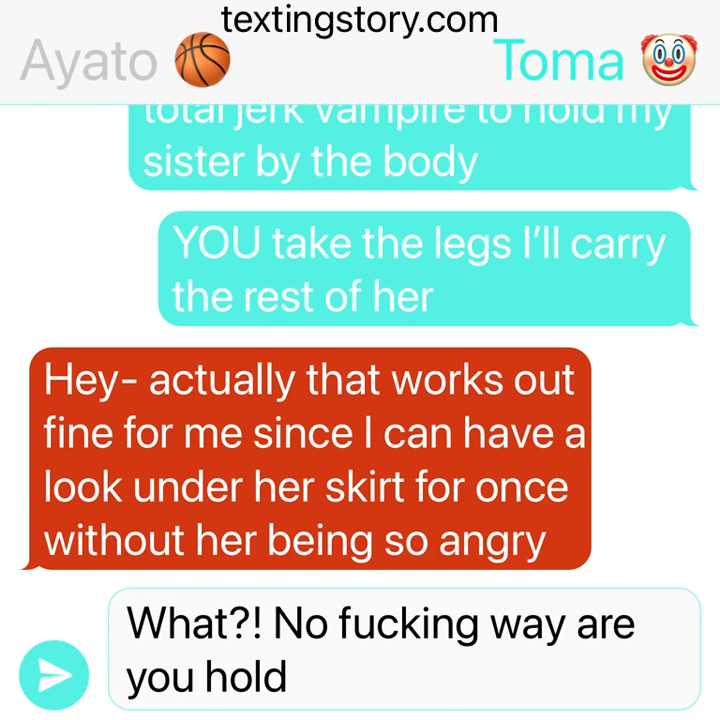 textingstory.com
Ayato 🏀 Toma 🤡
total jerk vampire to hold my
sister by the body
YOU take the legs I’ll carry
the rest of her
Hey- actually that works out
fine for me since I can have a
look under her skirt for once
without her being so angry
What?! No fucking way are
you hold